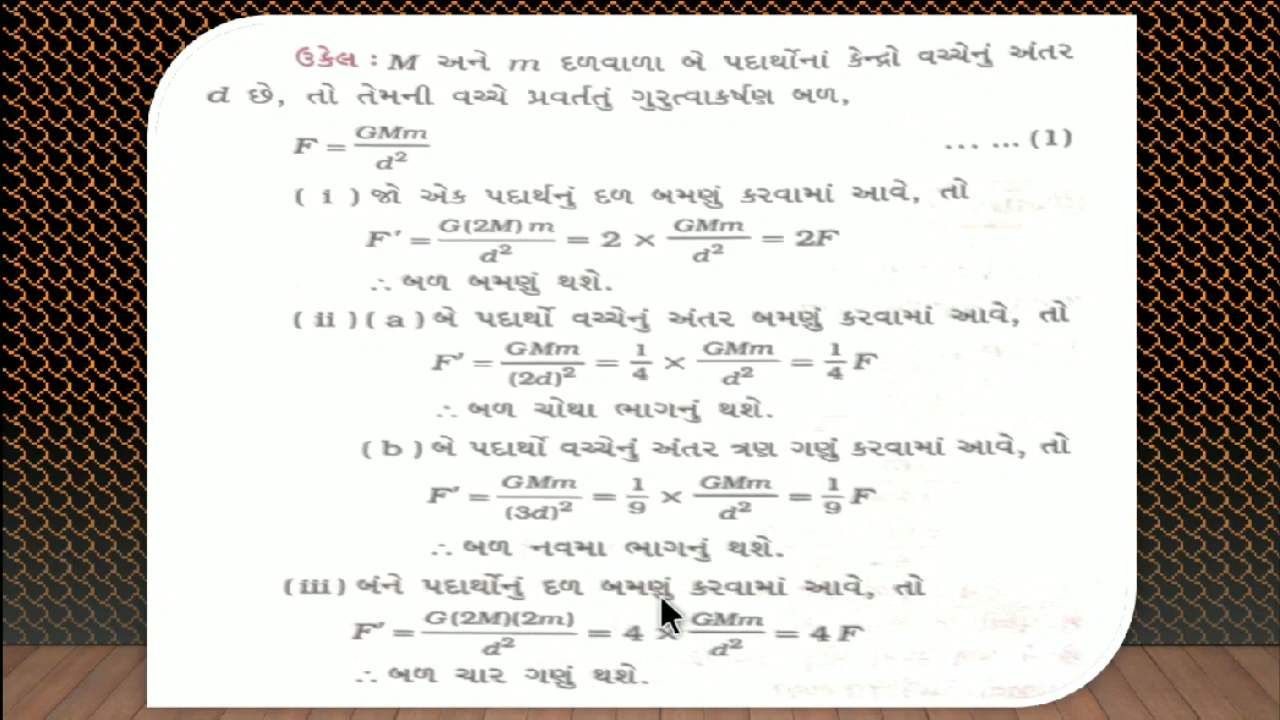 ઉકેલ : M અને m દળવાળા બે પદાર્થોનાં કેન્દ્રો વચ્ચેનું અંતર
d છે, તો તેમની વચ્ચે પ્રવર્તતું ગુરુત્વાકર્ષણ બળ,
F = GMm / d² ... ... (1)
( i ) જો એક પદાર્થનું દળ બમણું કરવામાં આવે, તો
F' = G(2M) m / d² = 2 × GMm / d² = 2F
∴ બળ બમણું થશે.
( ii ) ( a ) બે પદાર્થો વચ્ચેનું અંતર બમણું કરવામાં આવે, તો
F' = GMm / (2d)² = 1/4 × GMm / d² = 1/4 F
∴ બળ ચોથા ભાગનું થશે.
( b ) બે પદાર્થો વચ્ચેનું અંતર ત્રણ ગણું કરવામાં આવે, તો
F' = GMm / (3d)² = 1/9 × GMm / d² = 1/9 F
∴ બળ નવમા ભાગનું થશે.
(iii) બંને પદાર્થોનું દળ બમણું કરવામાં આવે, તો
F' = G(2M)(2m) / d² = 4 × GMm / d² = 4 F
∴ બળ ચાર ગણું થશે.